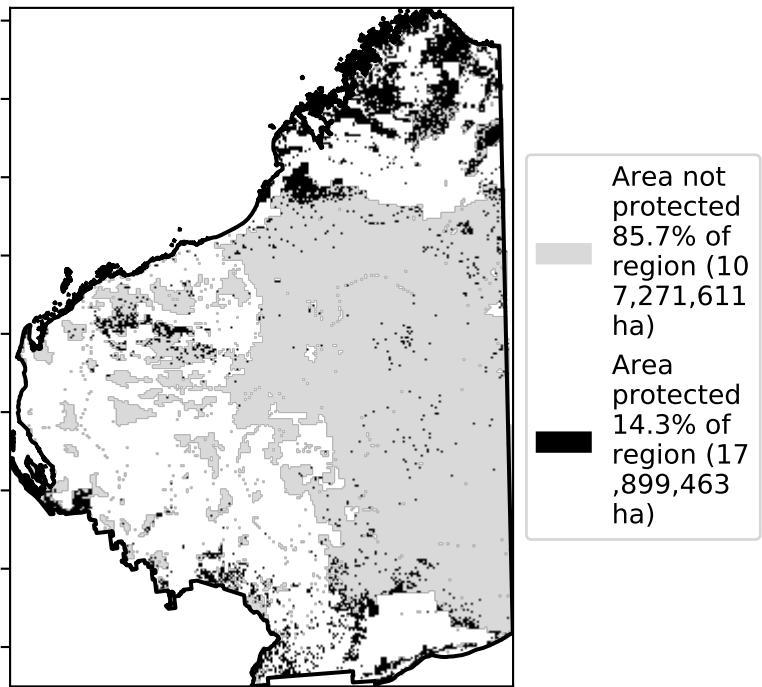 Area not
protected
85.7% of
region (10
7,271,611
ha)
Area
protected
14.3% of
region (17
,899,463
ha)